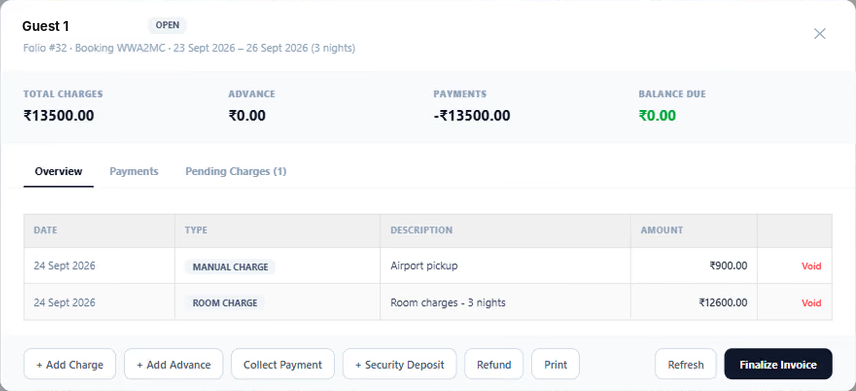 Guest 1 OPEN
Folio #32 · Booking WWA2MC · 23 Sept 2026 – 26 Sept 2026 (3 nights)
TOTAL CHARGES ADVANCE PAYMENTS BALANCE DUE
₹13500.00 ₹0.00 -₹13500.00 ₹0.00
Overview Payments Pending Charges (1)
DATE TYPE DESCRIPTION AMOUNT
24 Sept 2026 MANUAL CHARGE Airport pickup ₹900.00 Void
24 Sept 2026 ROOM CHARGE Room charges - 3 nights ₹12600.00 Void
+ Add Charge + Add Advance Collect Payment + Security Deposit Refund Print Refresh Finalize Invoice